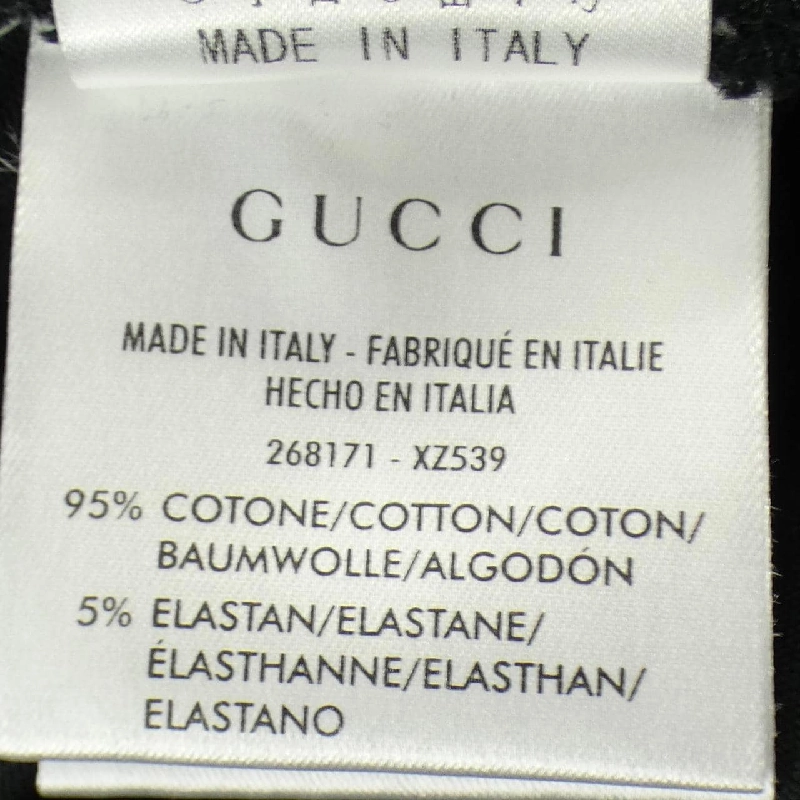 MADE IN ITALY
GUCCI
MADE IN ITALY - FABRIQUÉ EN ITALIE
HECHO EN ITALIA
268171 - XZ539
95% COTONE/COTTON/COTON/
BAUMWOLLE/ALGODÓN
5% ELASTAN/ELASTANE/
ÉLASTHANNE/ELASTHAN/
ELASTANO